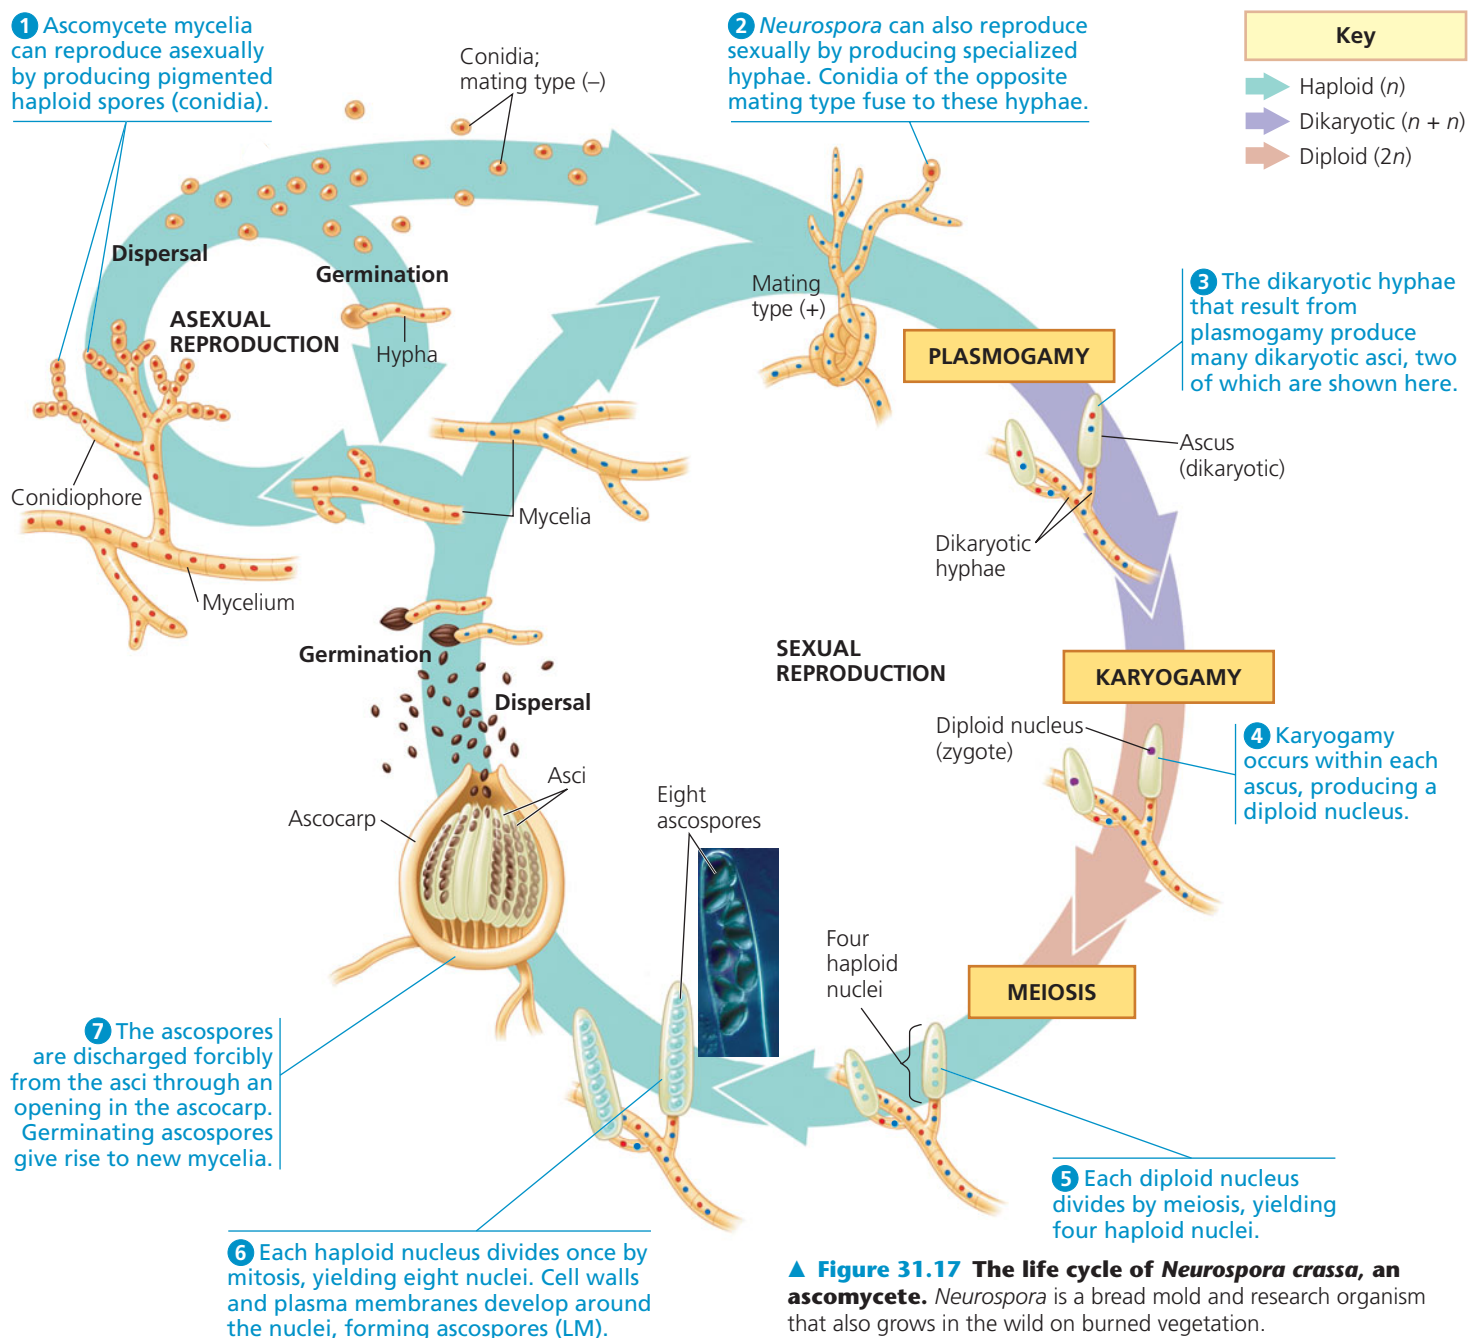 1 Ascomycete mycelia
can reproduce asexually
by producing pigmented
haploid spores (conidia).
Conidia;
mating type (–)
2 Neurospora can also reproduce
sexually by producing specialized
hyphae. Conidia of the opposite
mating type fuse to these hyphae.
Key
Haploid (n)
Dikaryotic (n + n)
Diploid (2n)
Dispersal
Germination
ASEXUAL
REPRODUCTION
Hypha
Mating
type (+)
PLASMOGAMY
3 The dikaryotic hyphae
that result from
plasmogamy produce
many dikaryotic asci, two
of which are shown here.
Ascus
(dikaryotic)
Conidiophore
Mycelia
Dikaryotic
hyphae
Mycelium
Germination
Dispersal
SEXUAL
REPRODUCTION
KARYOGAMY
Diploid nucleus
(zygote)
4 Karyogamy
occurs within each
ascus, producing a
diploid nucleus.
Asci
Ascocarp
Eight
ascospores
Four
haploid
nuclei
MEIOSIS
7 The ascospores
are discharged forcibly
from the asci through an
opening in the ascocarp.
Germinating ascospores
give rise to new mycelia.
5 Each diploid nucleus
divides by meiosis, yielding
four haploid nuclei.
6 Each haploid nucleus divides once by
mitosis, yielding eight nuclei. Cell walls
and plasma membranes develop around
the nuclei, forming ascospores (LM).
▲ Figure 31.17 The life cycle of Neurospora crassa, an
ascomycete. Neurospora is a bread mold and research organism
that also grows in the wild on burned vegetation.